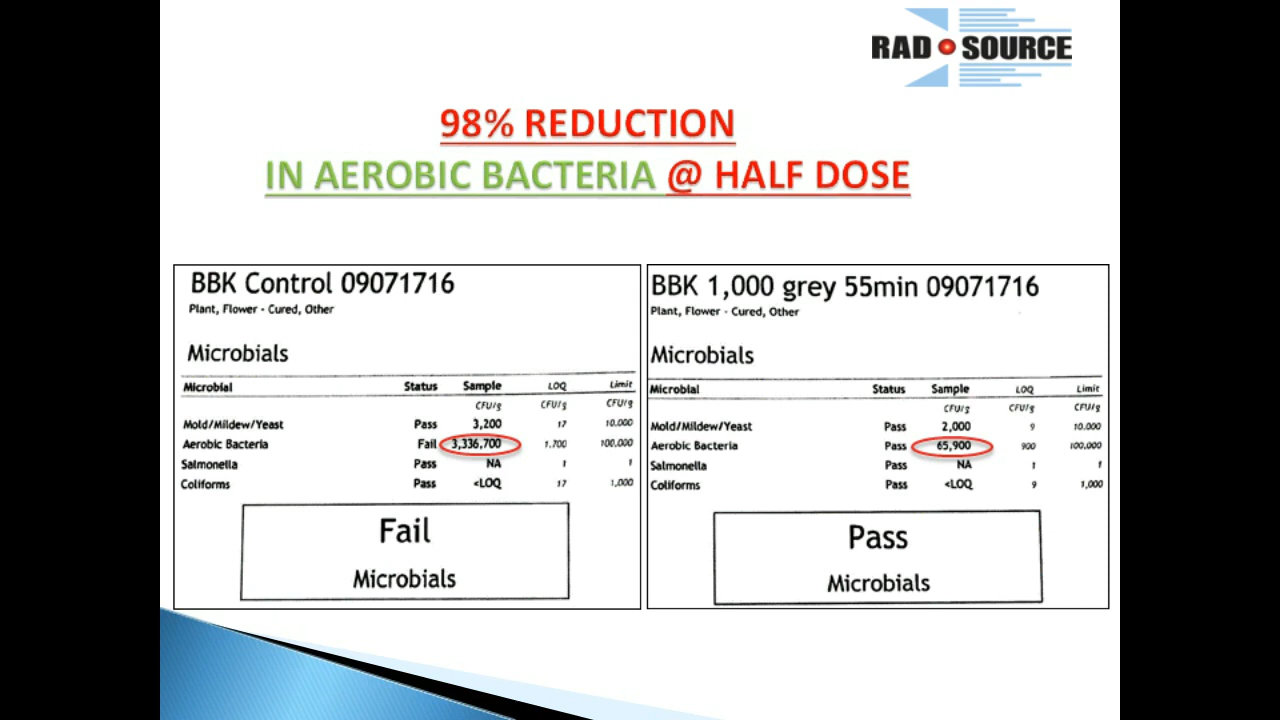 RAD SOURCE
98% REDUCTION
IN AEROBIC BACTERIA @ HALF DOSE
BBK Control 09071716
Plant, Flower - Cured, Other
Microbials
Microbial Status Sample LOQ Limit
CFU/g CFU/g CFU/g
Mold/Mildew/Yeast Pass 3,200 17 10.000
Aerobic Bacteria Fail 3,336,700 1.700 100.000
Salmonella Pass NA 1 1
Coliforms Pass <LOQ 17 1,000
Fail
Microbials
BBK 1,000 grey 55min 09071716
Plant, Flower - Cured, Other
Microbials
Microbial Status Sample LOQ Limit
CFU/g CFU/g CFU/g
Mold/Mildew/Yeast Pass 2,000 9 10.000
Aerobic Bacteria Pass 65,900 900 100.000
Salmonella Pass NA 1 1
Coliforms Pass <LOQ 9 1,000
Pass
Microbials